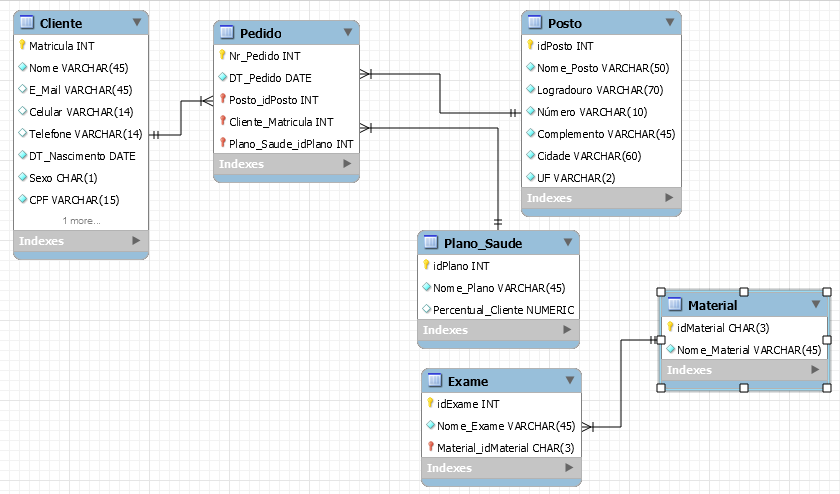 Cliente
Matricula INT
Nome VARCHAR(45)
E_Mail VARCHAR(45)
Celular VARCHAR(14)
Telefone VARCHAR(14)
DT_Nascimento DATE
Sexo CHAR(1)
CPF VARCHAR(15)
1 more...
Indexes
Pedido
Nr_Pedido INT
DT_Pedido DATE
Posto_idPosto INT
Cliente_Matricula INT
Plano_Saude_idPlano INT
Indexes
Posto
idPosto INT
Nome_Posto VARCHAR(50)
Logradouro VARCHAR(70)
Número VARCHAR(10)
Complemento VARCHAR(45)
Cidade VARCHAR(60)
UF VARCHAR(2)
Indexes
Plano_Saude
idPlano INT
Nome_Plano VARCHAR(45)
Percentual_Cliente NUMERIC
Indexes
Material
idMaterial CHAR(3)
Nome_Material VARCHAR(45)
Indexes
Exame
idExame INT
Nome_Exame VARCHAR(45)
Material_idMaterial CHAR(3)
Indexes